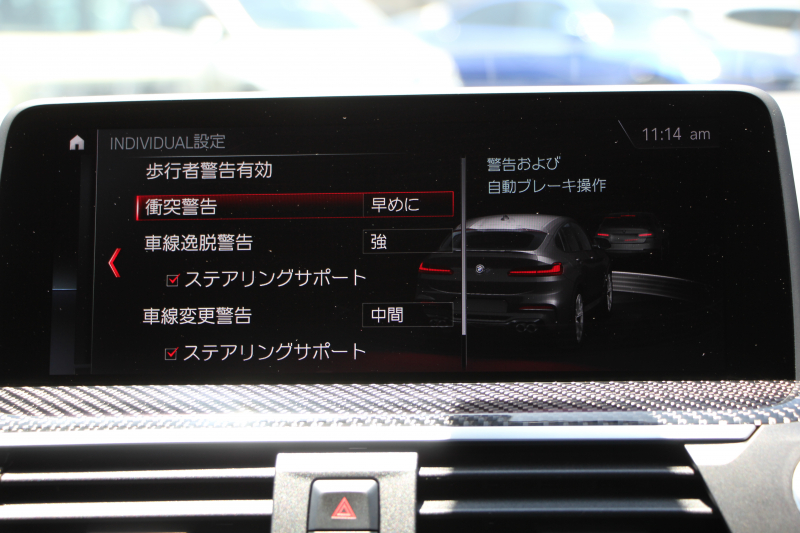 INDIVIDUAL設定
11:14 am
歩行者警告有効
衝突警告 早めに
車線逸脱警告 強
ステアリングサポート
車線変更警告 中間
ステアリングサポート
警告および
自動ブレーキ操作